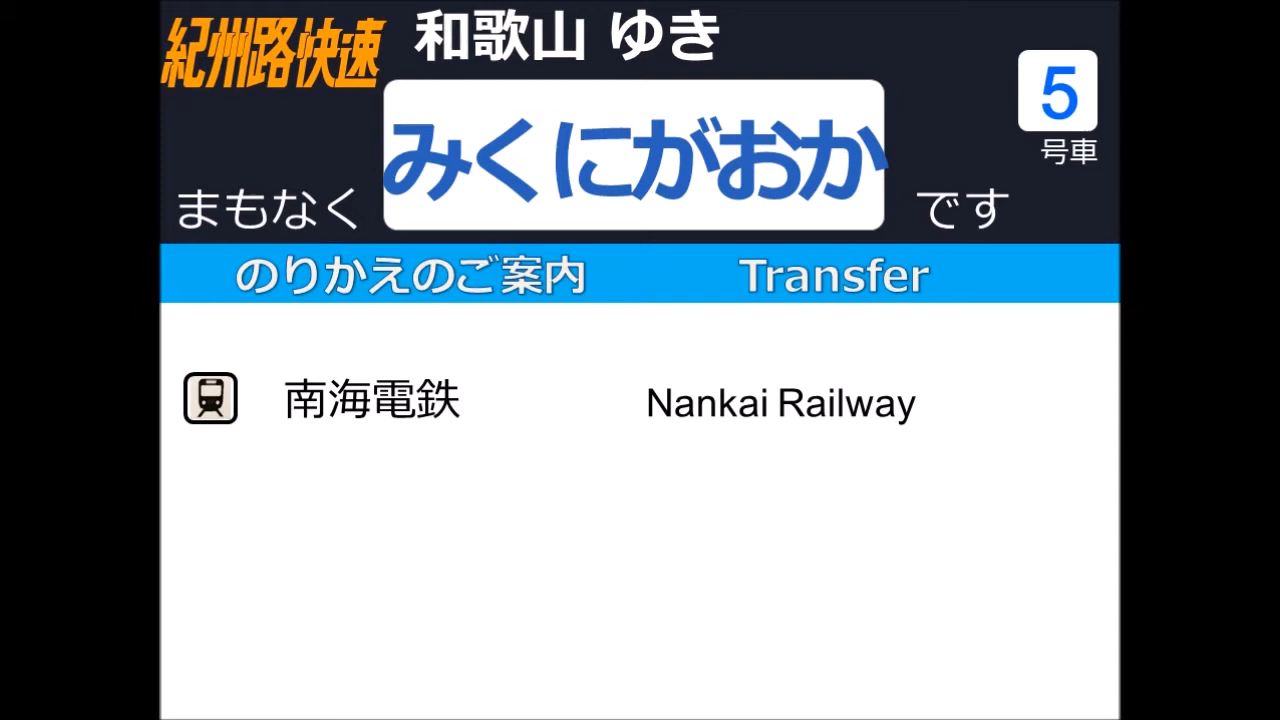 紀州路快速 和歌山 ゆき
5
号車
まもなく みくにがおか です
のりかえのご案内 Transfer
南海電鉄 Nankai Railway